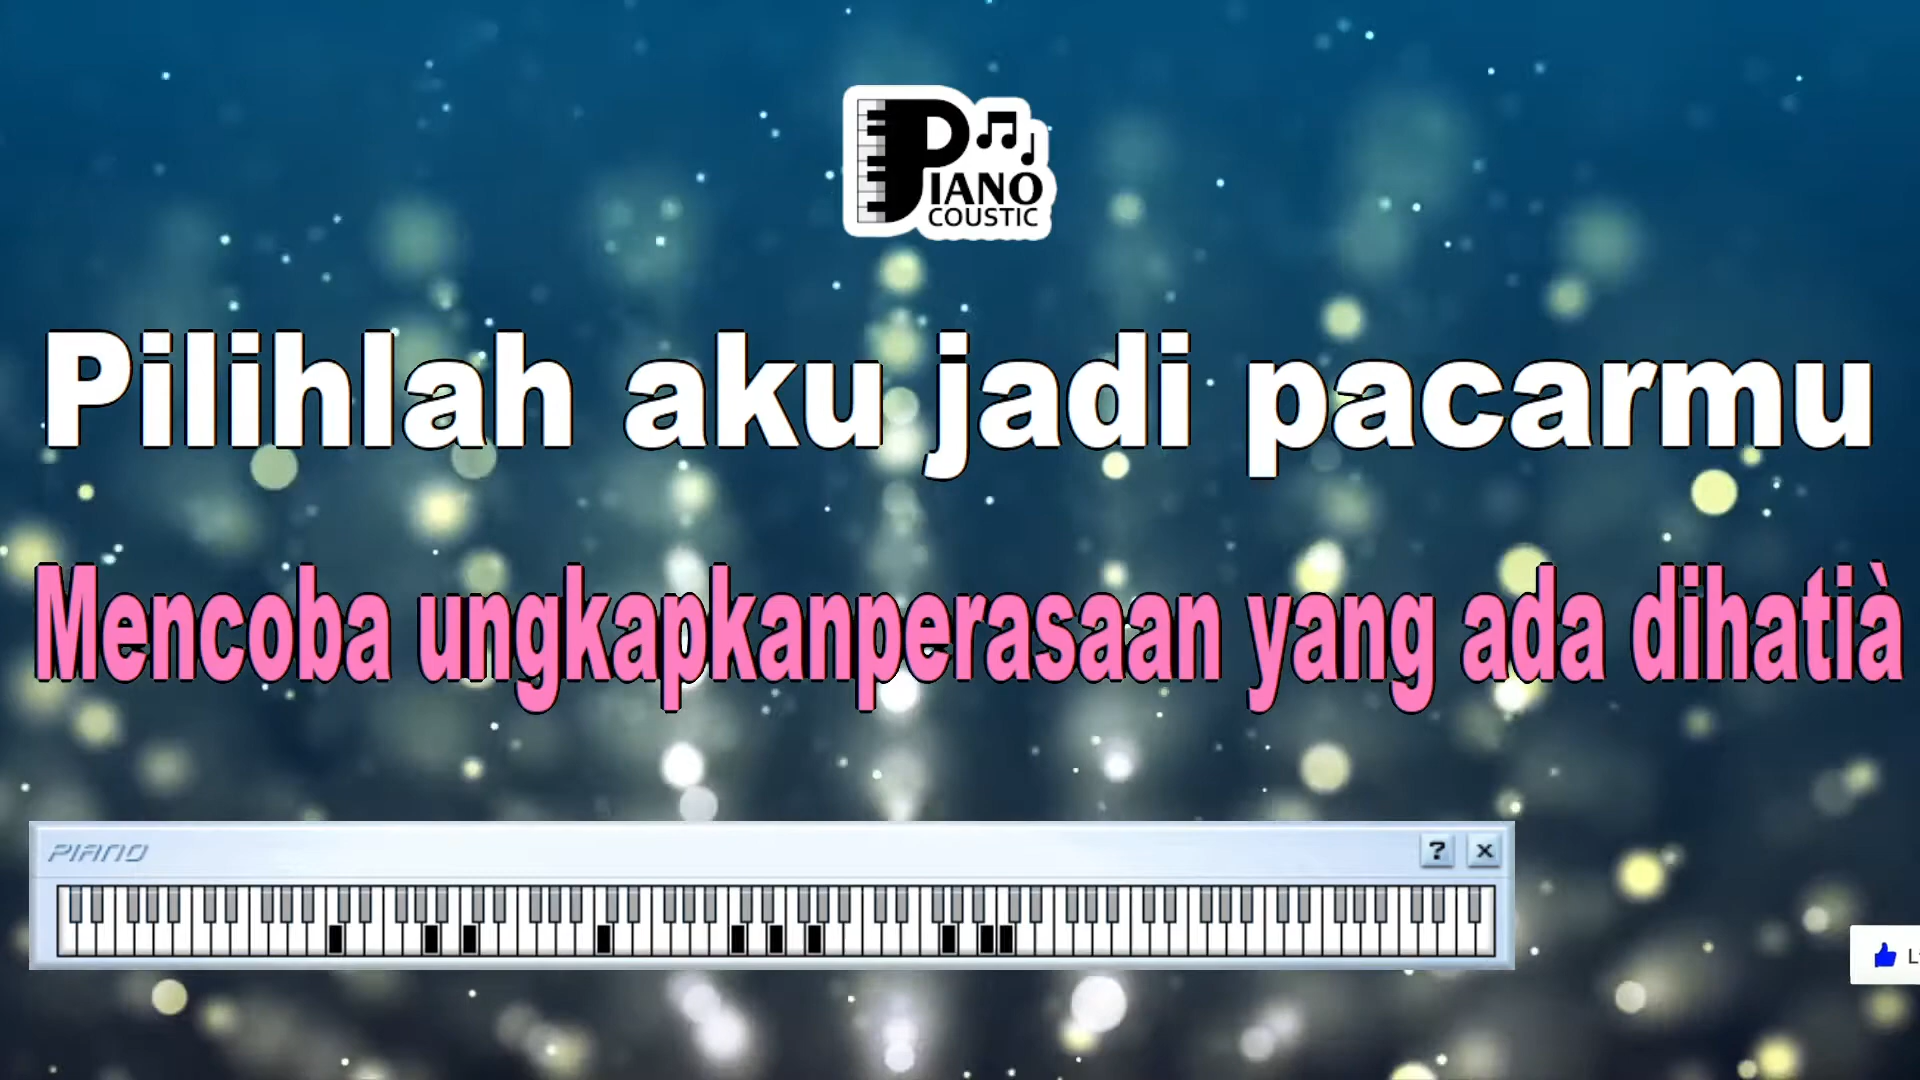 PIANO
COUSTIC
Pilihlah aku jadi pacarmu
Mencoba ungkapkanperasaan yang ada dihatià
PIANO
? X